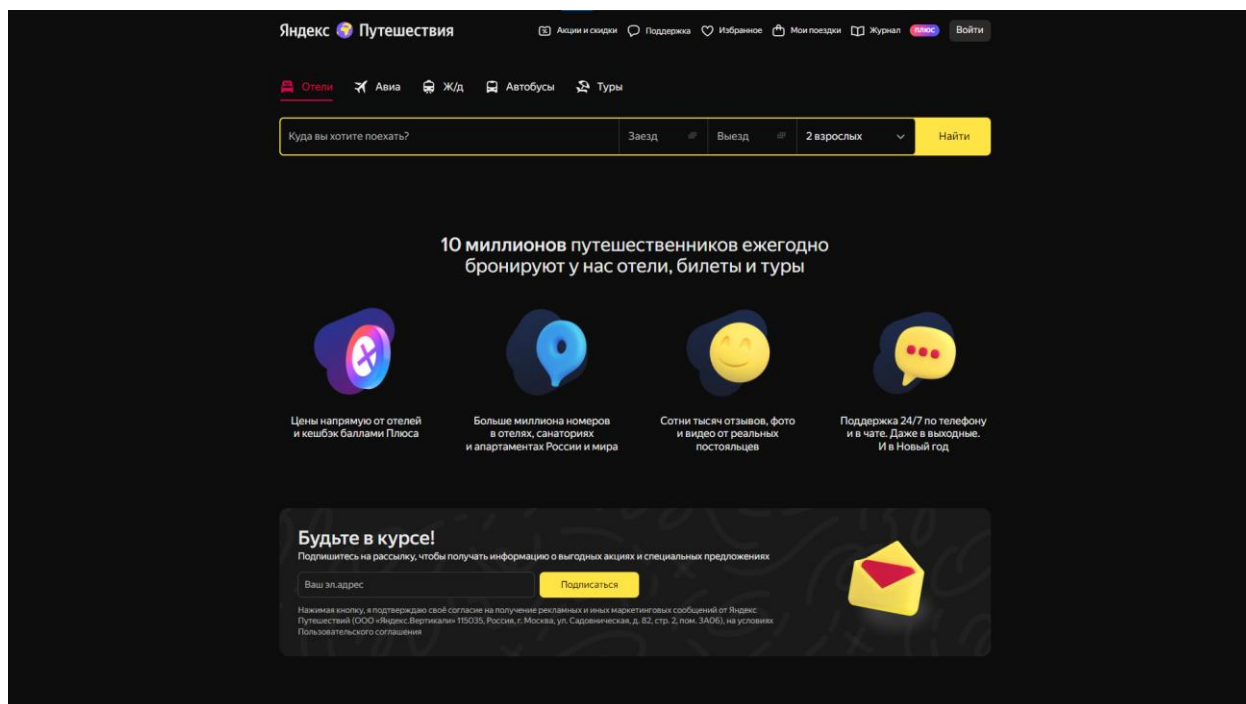 Яндекс Путешествия
Акции и скидки Поддержка Избранное Мои поездки Журнал плюс Войти
Отели Авиа Ж/д Автобусы Туры
Куда вы хотите поехать? Заезд Выезд 2 взрослых Найти
10 миллионов путешественников ежегодно
бронируют у нас отели, билеты и туры
Цены напрямую от отелей
и кешбэк баллами Плюса
Больше миллиона номеров
в отелях, санаториях
и апартаментах России и мира
Сотни тысяч отзывов, фото
и видео от реальных
постояльцев
Поддержка 24/7 по телефону
и в чате. Даже в выходные.
И в Новый год
Будьте в курсе!
Подпишитесь на рассылку, чтобы получать информацию о выгодных акциях и специальных предложениях
Ваш эл.адрес Подписаться
Нажимая кнопку, я подтверждаю своё согласие на получение рекламных и иных маркетинговых сообщений от Яндекс
Путешествий (ООО «Яндекс.Вертикали» 115035, Россия, г. Москва, ул. Садовническая, д. 82, стр. 2, пом. 3А06), на условиях
Пользовательского соглашения